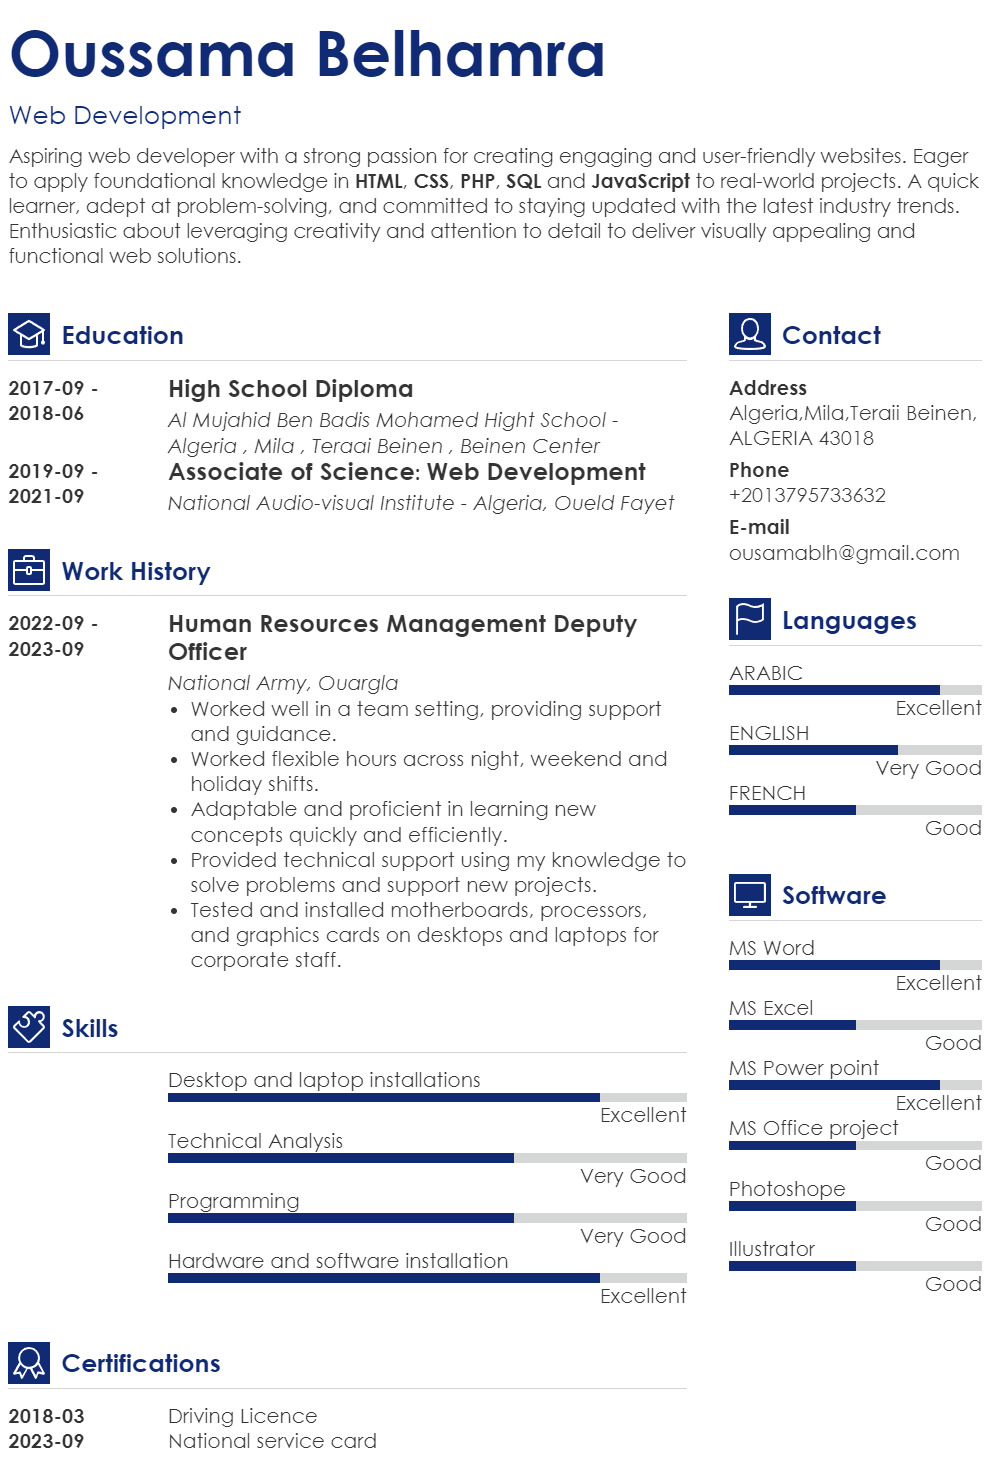 Oussama Belhamra
Web Development
Aspiring web developer with a strong passion for creating engaging and user-friendly websites. Eager
to apply foundational knowledge in HTML, CSS, PHP, SQL and JavaScript to real-world projects. A quick
learner, adept at problem-solving, and committed to staying updated with the latest industry trends.
Enthusiastic about leveraging creativity and attention to detail to deliver visually appealing and
functional web solutions.
Education
2017-09 -
2018-06
High School Diploma
Al Mujahid Ben Badis Mohamed Hight School -
Algeria , Mila , Teraai Beinen , Beinen Center
2019-09 -
2021-09
Associate of Science: Web Development
National Audio-visual Institute - Algeria, Oueld Fayet
Work History
2022-09 -
2023-09
Human Resources Management Deputy
Officer
National Army, Ouargla
• Worked well in a team setting, providing support
and guidance.
• Worked flexible hours across night, weekend and
holiday shifts.
• Adaptable and proficient in learning new
concepts quickly and efficiently.
• Provided technical support using my knowledge to
solve problems and support new projects.
• Tested and installed motherboards, processors,
and graphics cards on desktops and laptops for
corporate staff.
Skills
Desktop and laptop installations
Excellent
Technical Analysis
Very Good
Programming
Very Good
Hardware and software installation
Excellent
Certifications
2018-03 Driving Licence
2023-09 National service card
Contact
Address
Algeria,Mila,Teraii Beinen,
ALGERIA 43018
Phone
+2013795733632
E-mail
ousamablh@gmail.com
Languages
ARABIC
Excellent
ENGLISH
Very Good
FRENCH
Good
Software
MS Word
Excellent
MS Excel
Good
MS Power point
Excellent
MS Office project
Good
Photoshope
Good
Illustrator
Good